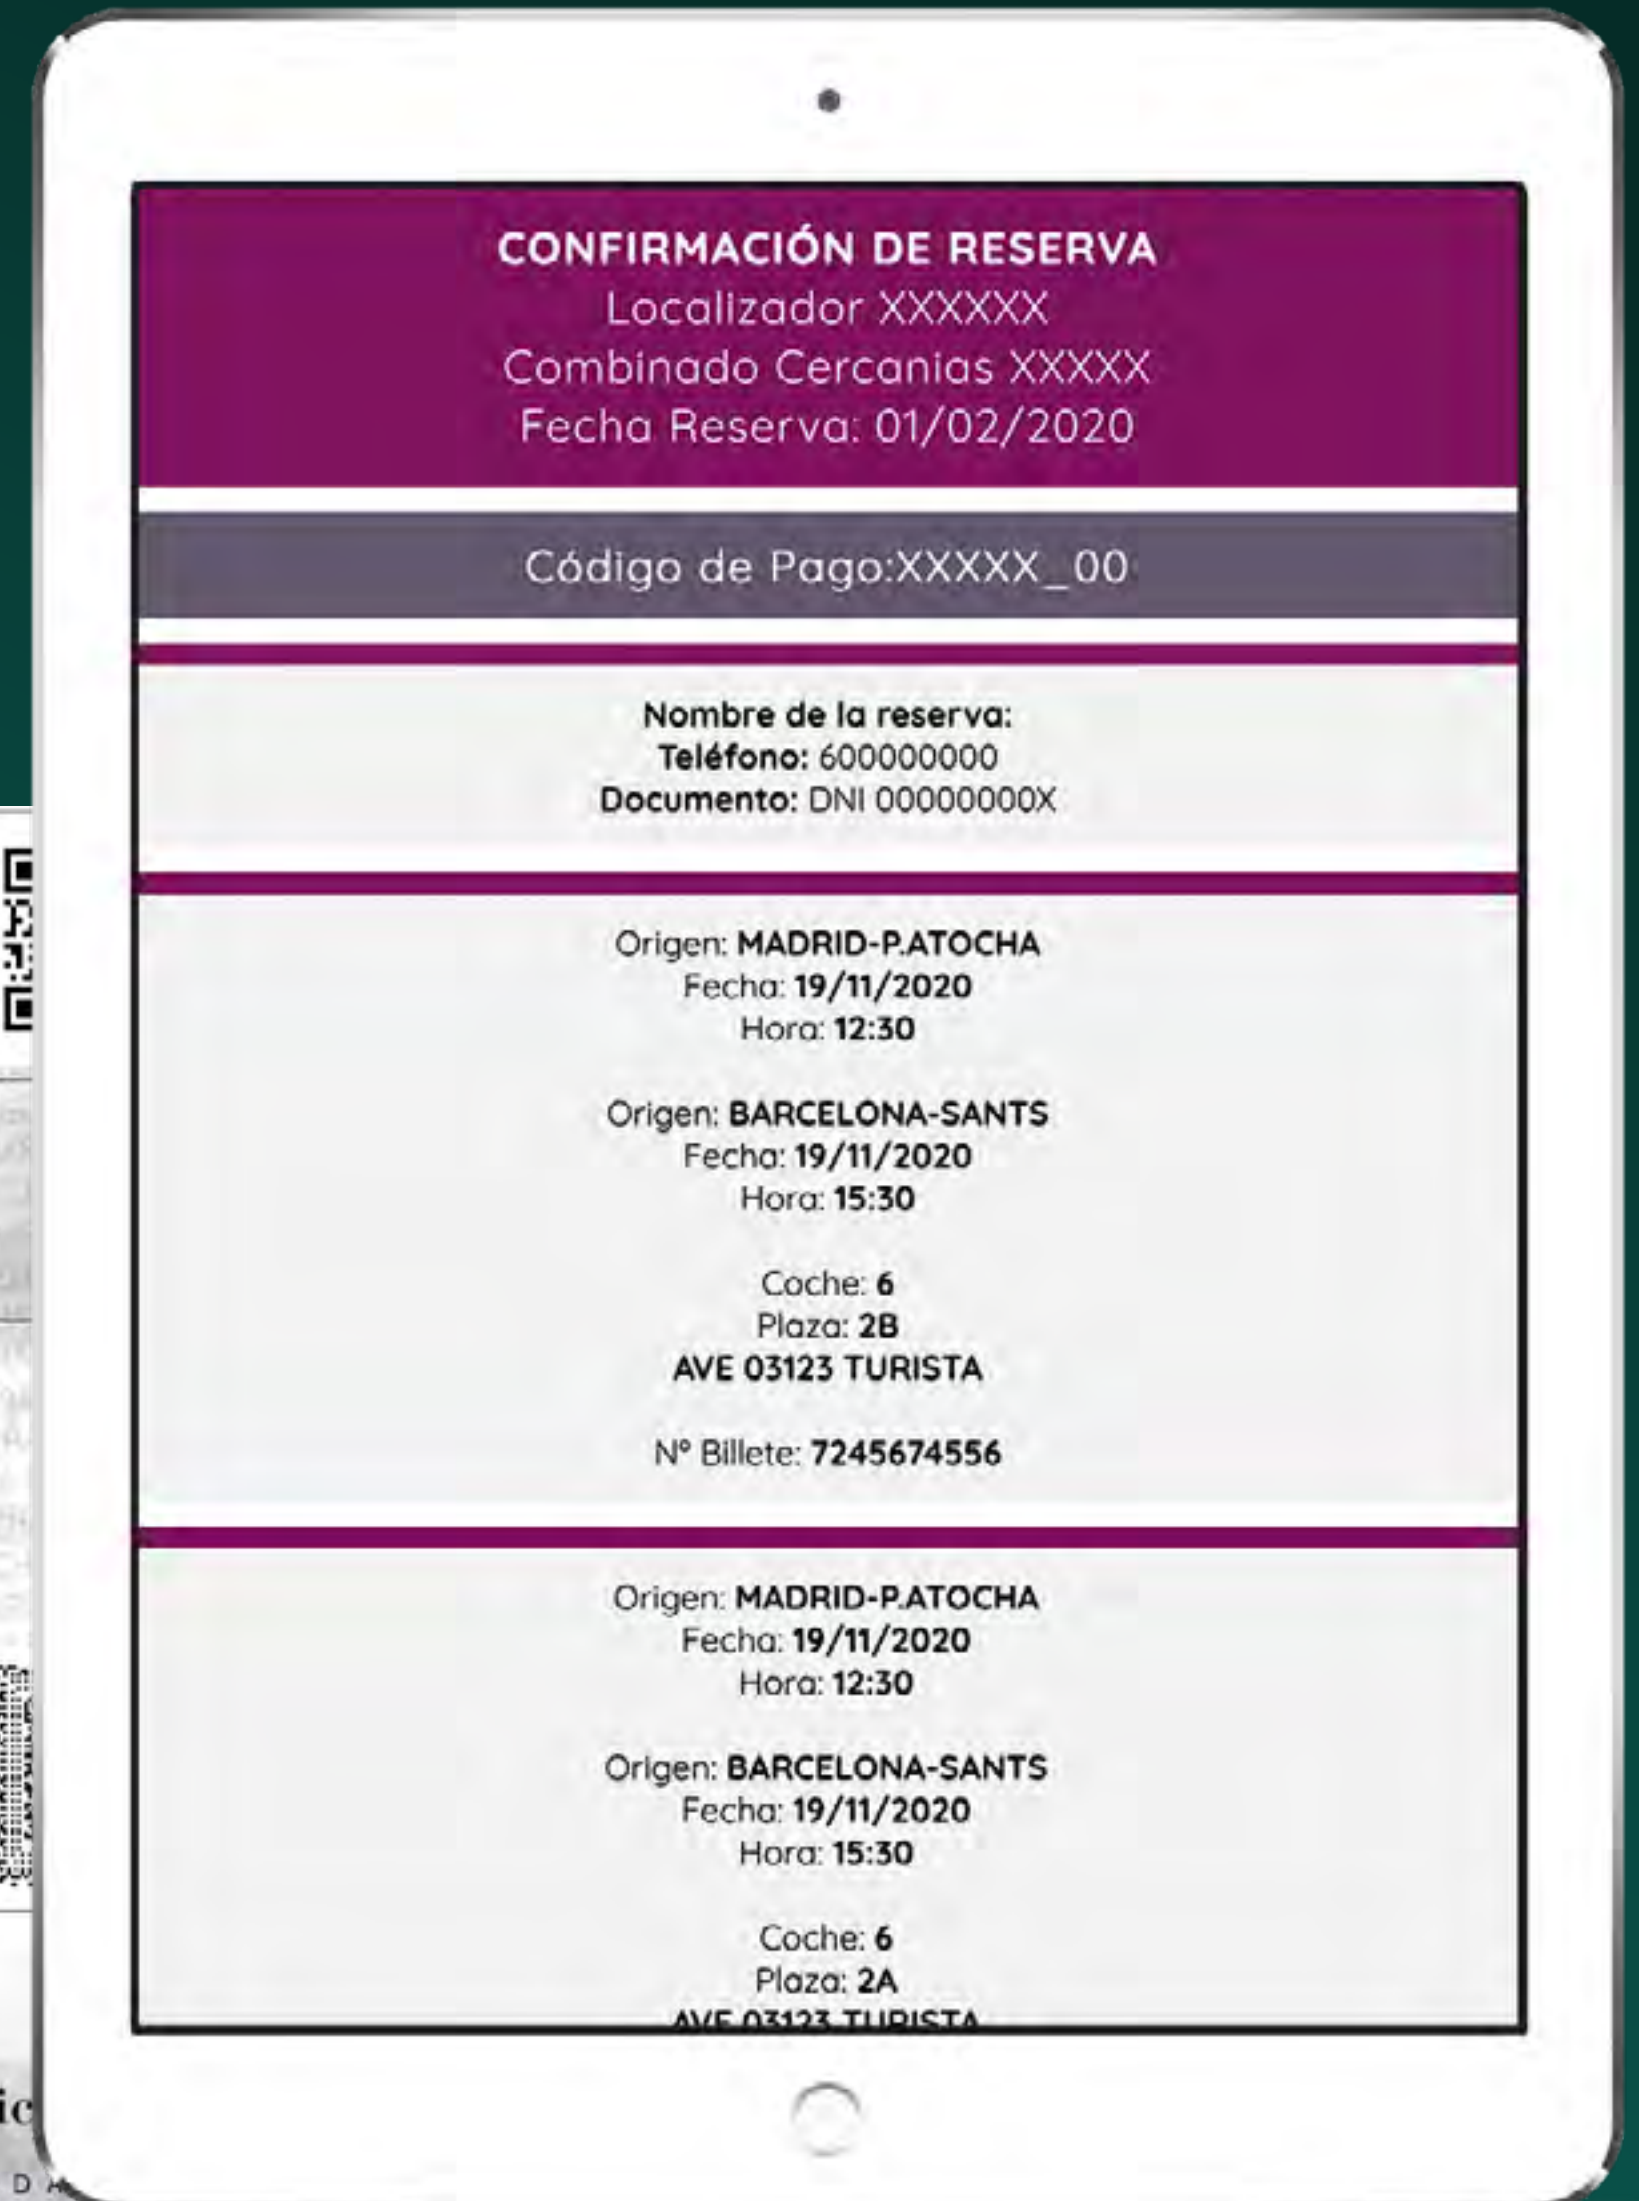 CONFIRMACIÓN DE RESERVA
Localizador XXXXXX
Combinado Cercanias XXXXX
Fecha Reserva: 01/02/2020
Código de Pago:XXXXX_00
Nombre de la reserva:
Teléfono: 600000000
Documento: DNI 00000000X
Origen: MADRID-P.ATOCHA
Fecha: 19/11/2020
Hora: 12:30
Origen: BARCELONA-SANTS
Fecha: 19/11/2020
Hora: 15:30
Coche: 6
Plaza: 2B
AVE 03123 TURISTA
Nº Billete: 7245674556
Origen: MADRID-P.ATOCHA
Fecha: 19/11/2020
Hora: 12:30
Origen: BARCELONA-SANTS
Fecha: 19/11/2020
Hora: 15:30
Coche: 6
Plaza: 2A
AVE 03123 TURISTA
ic
D A